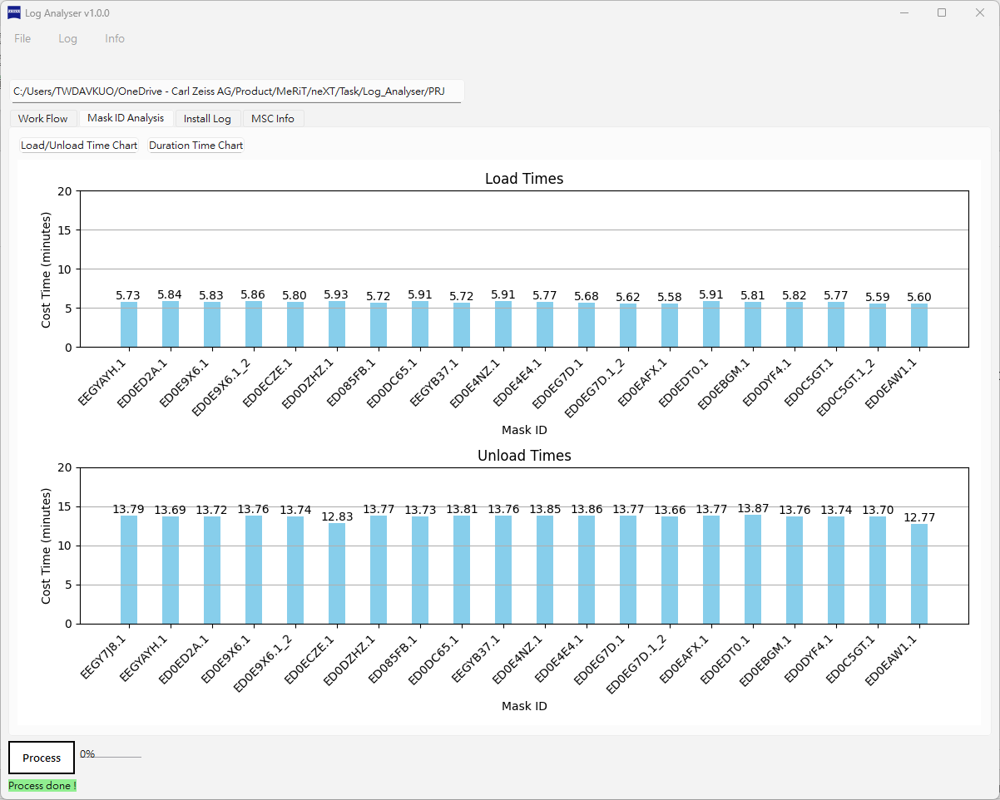 ZEISS Log Analyser v1.0.0
File Log Info
C:/Users/TWDAVKUO/OneDrive - Carl Zeiss AG/Product/MeRiT/neXT/Task/Log_Analyser/PRJ
Work Flow Mask ID Analysis Install Log MSC Info
Load/Unload Time Chart Duration Time Chart
Load Times
Cost Time (minutes)
20
15
10
5
0
5.73 5.84 5.83 5.86 5.80 5.93 5.72 5.91 5.72 5.91 5.77 5.68 5.62 5.58 5.91 5.81 5.82 5.77 5.59 5.60
EEGYAYH.1 ED0ED2A.1 ED0E9X6.1 ED0E9X6.1_2 ED0ECZE.1 ED0DZHZ.1 ED085FB.1 ED0DC65.1 EEGYB37.1 ED0E4NZ.1 ED0E4E4.1 ED0EG7D.1 ED0EG7D.1_2 ED0EAFX.1 ED0EDT0.1 ED0EBGM.1 ED0DYF4.1 ED0C5GT.1 ED0C5GT.1_2 ED0EAW1.1
Mask ID
Unload Times
Cost Time (minutes)
20
15
10
5
0
13.79 13.69 13.72 13.76 13.74 12.83 13.77 13.73 13.81 13.76 13.85 13.86 13.77 13.66 13.77 13.87 13.76 13.74 13.70 12.77
EEGY7J8.1 EEGYAYH.1 ED0ED2A.1 ED0E9X6.1 ED0E9X6.1_2 ED0ECZE.1 ED0DZHZ.1 ED085FB.1 ED0DC65.1 EEGYB37.1 ED0E4NZ.1 ED0E4E4.1 ED0EG7D.1 ED0EG7D.1_2 ED0EAFX.1 ED0EDT0.1 ED0EBGM.1 ED0DYF4.1 ED0C5GT.1 ED0EAW1.1
Mask ID
Process 0%
Process done !